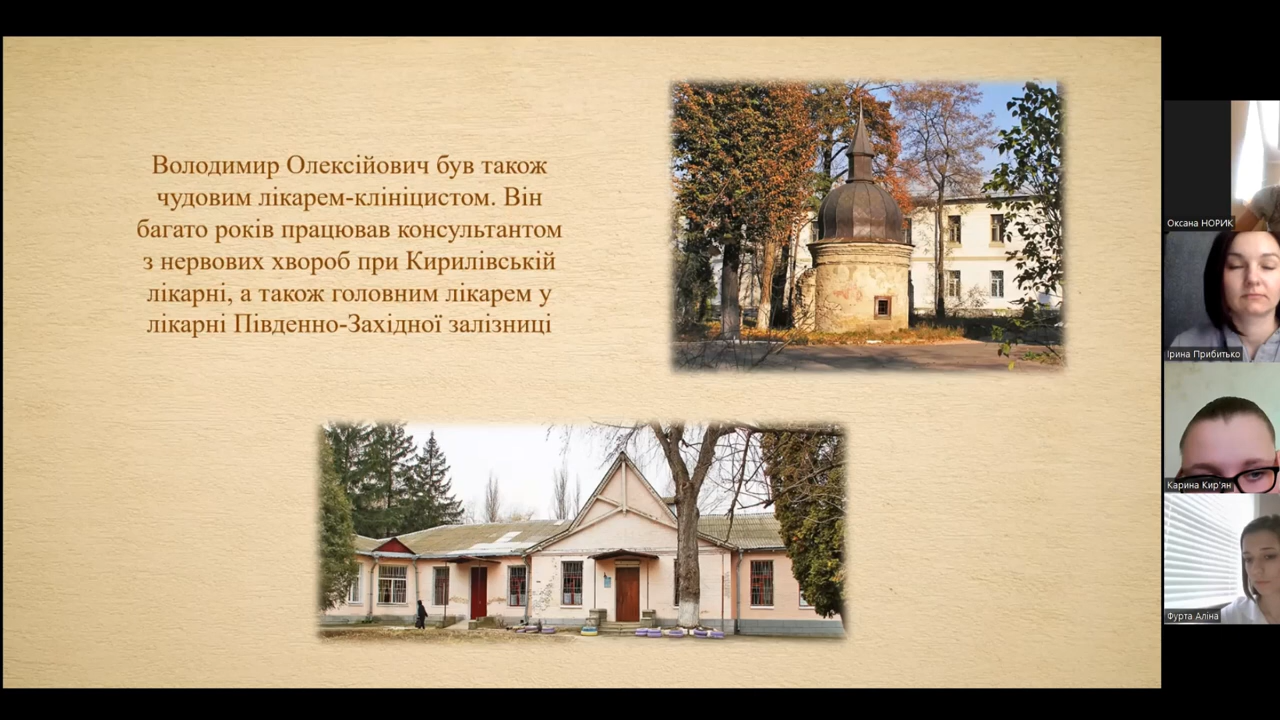 Володимир Олексійович був також
чудовим лікарем-клініцистом. Він
багато років працював консультантом
з нервових хвороб при Кирилівській
лікарні, а також головним лікарем у
лікарні Південно-Західної залізниці
Оксана НОРИК
Ірина Прибитько
Карина Кир'ян
Фурта Аліна